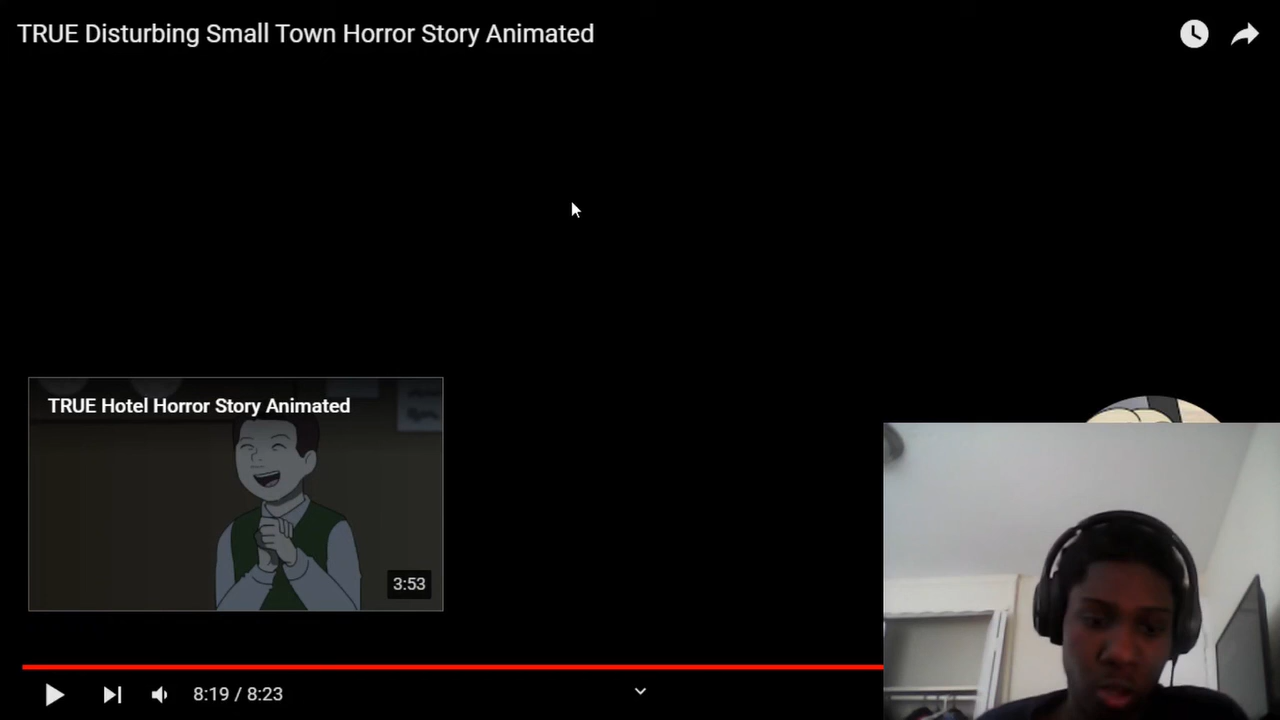 TRUE Disturbing Small Town Horror Story Animated
TRUE Hotel Horror Story Animated
3:53
8:19 / 8:23